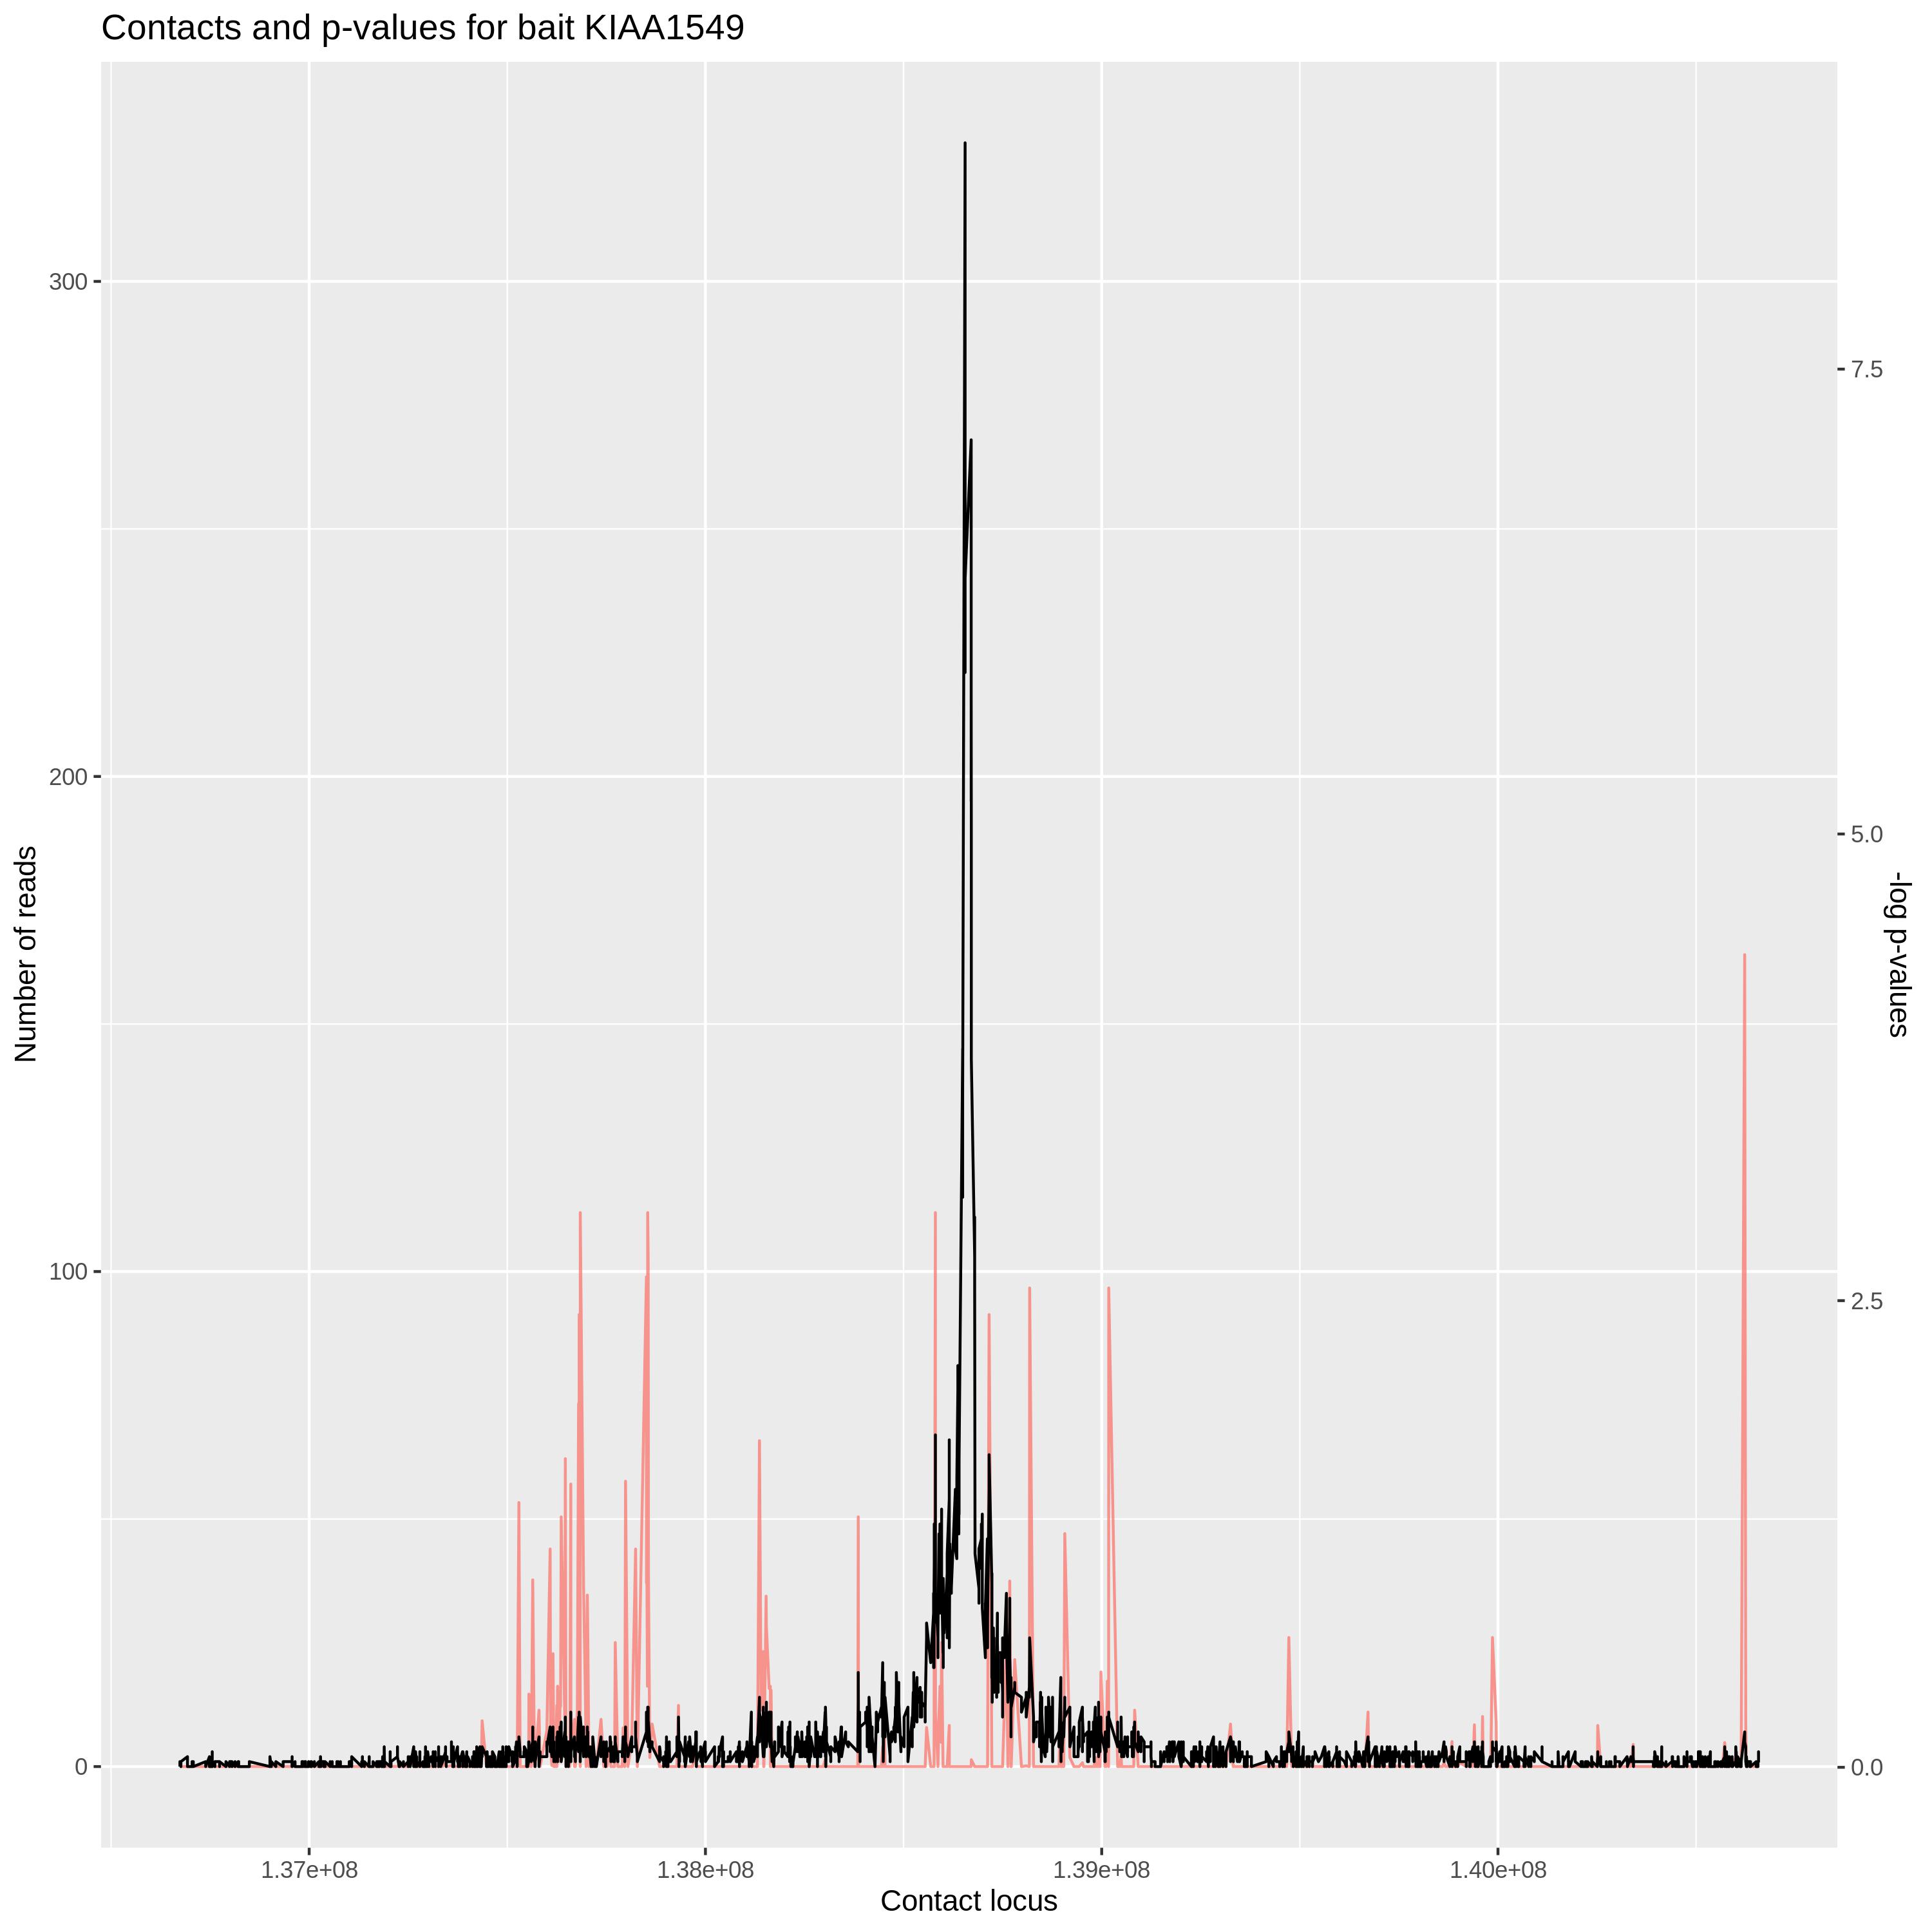 Contacts and p-values for bait KIAA1549
300
200
100
0
Number of reads
7.5
5.0
2.5
0.0
-log p-values
1.37e+08
1.38e+08
1.39e+08
1.40e+08
Contact locus